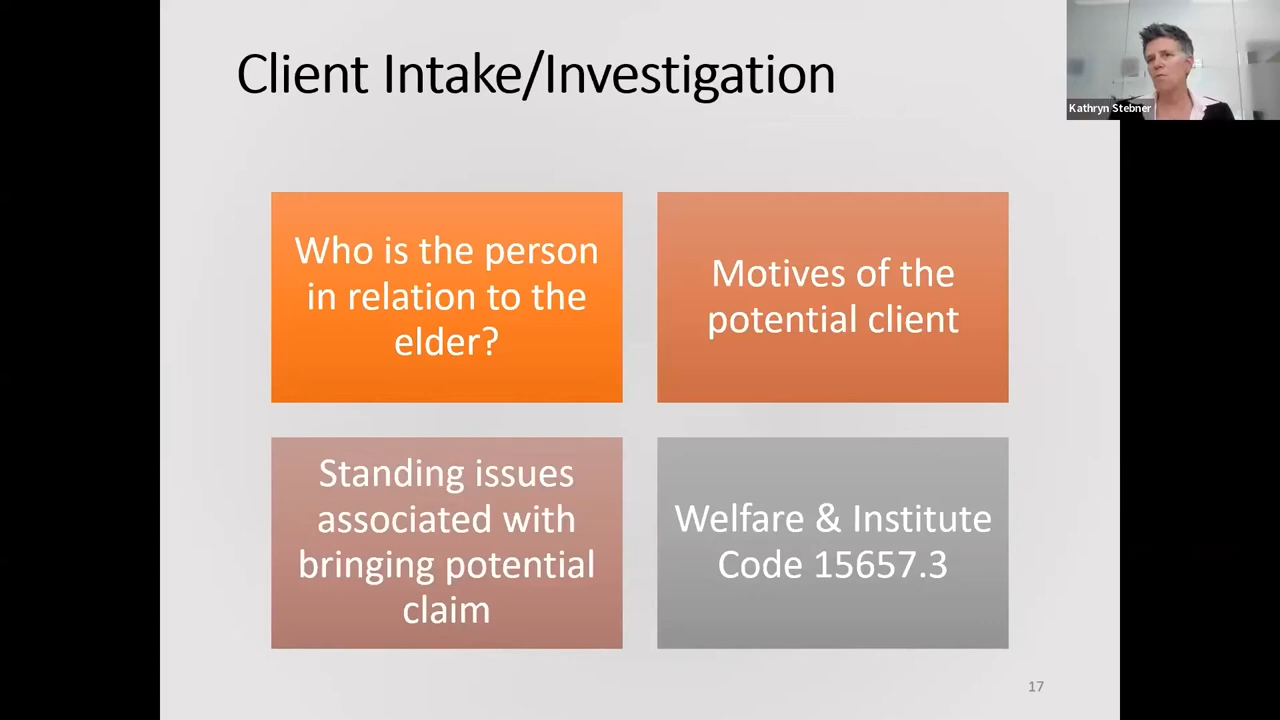 Client Intake/Investigation
Kathryn Stebner
Who is the person
in relation to the
elder?
Motives of the
potential client
Standing issues
associated with
bringing potential
claim
Welfare & Institute
Code 15657.3
17